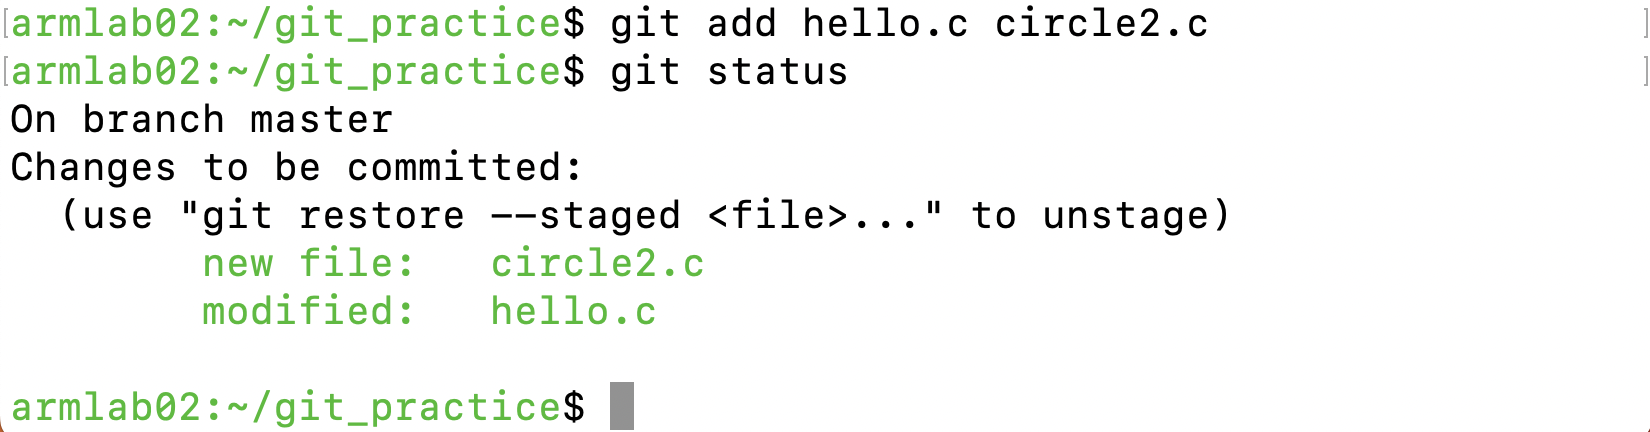 [armlab02:~/git_practice$ git add hello.c circle2.c ]
[armlab02:~/git_practice$ git status ]
On branch master
Changes to be committed:
  (use "git restore --staged <file>..." to unstage)
        new file:   circle2.c
        modified:   hello.c

armlab02:~/git_practice$